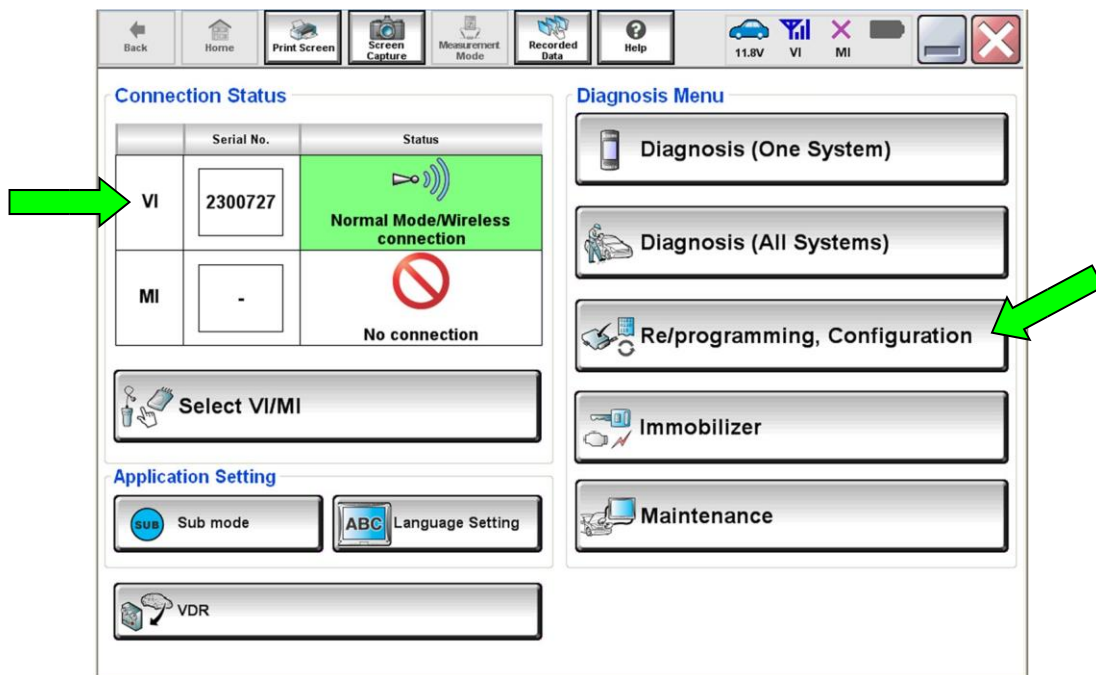 Back
Home
Print Screen
Screen
Capture
Measurement
Mode
Recorded
Data
Help
11.8V
VI
MI
Connection Status
Serial No.
Status
VI
2300727
Normal Mode/Wireless
connection
MI
-
No connection
Select VI/MI
Application Setting
SUB
Sub mode
ABC
Language Setting
VDR
Diagnosis Menu
Diagnosis (One System)
Diagnosis (All Systems)
Re/programming, Configuration
Immobilizer
Maintenance